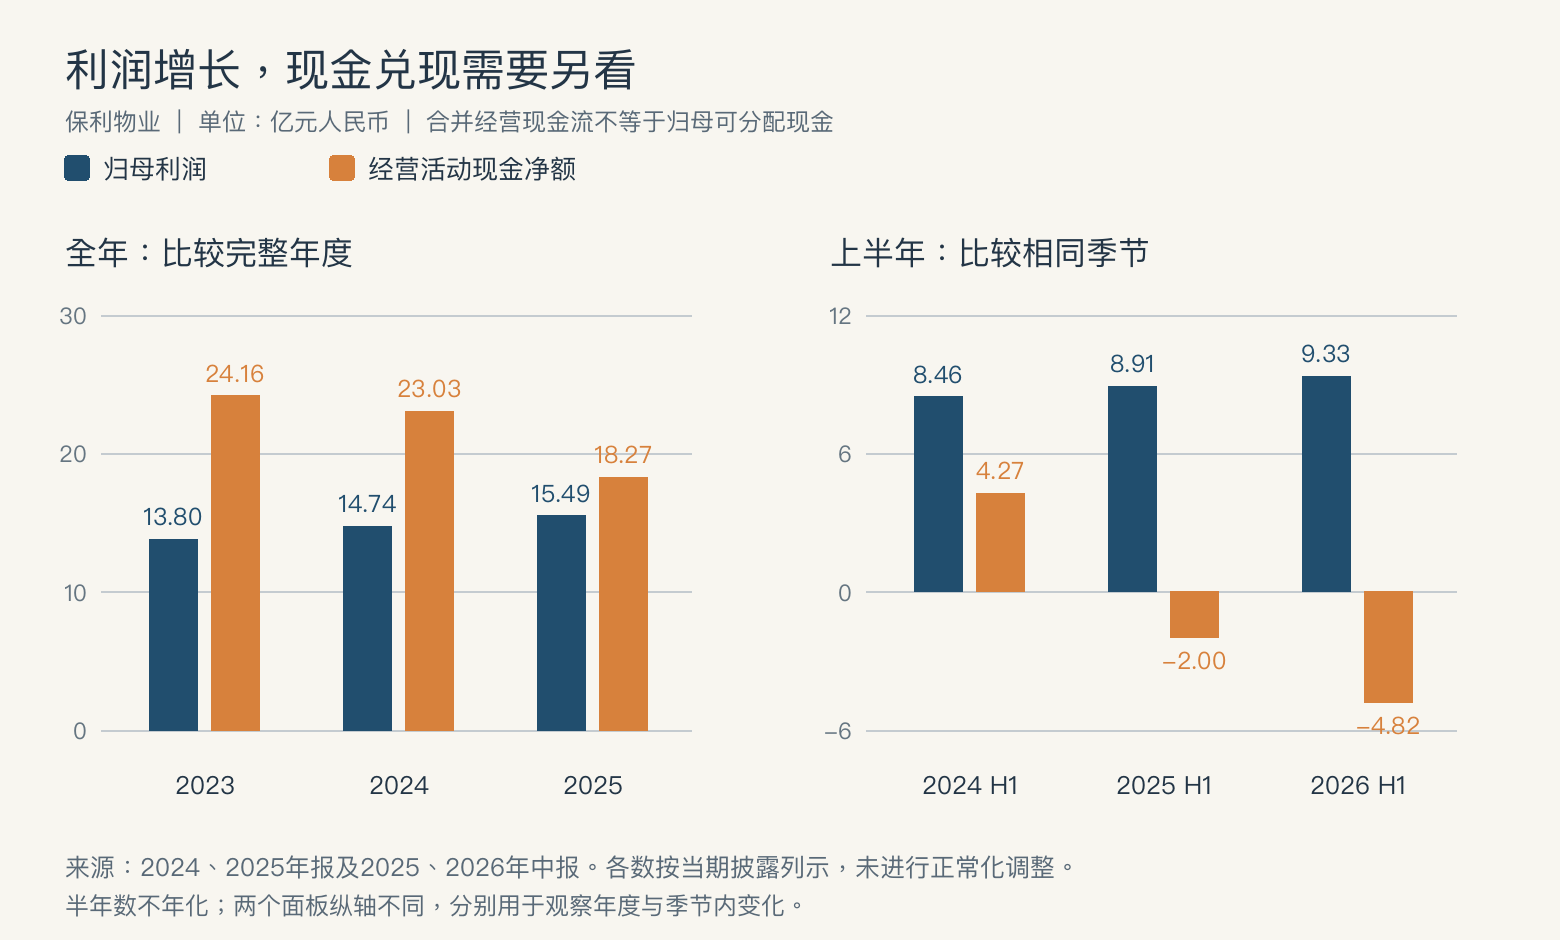 利润增长，现金兑现需要另看
保利物业 ｜ 单位：亿元人民币 ｜ 合并经营现金流不等于归母可分配现金
归母利润 经营活动现金净额
全年：比较完整年度
30
20
10
0
13.80 24.16
14.74 23.03
15.49 18.27
2023 2024 2025
上半年：比较相同季节
12
6
0
−6
8.46 4.27
8.91 −2.00
9.33 −4.82
2024 H1 2025 H1 2026 H1
来源：2024、2025年报及2025、2026年中报。各数按当期披露列示，未进行正常化调整。
半年数不年化；两个面板纵轴不同，分别用于观察年度与季节内变化。